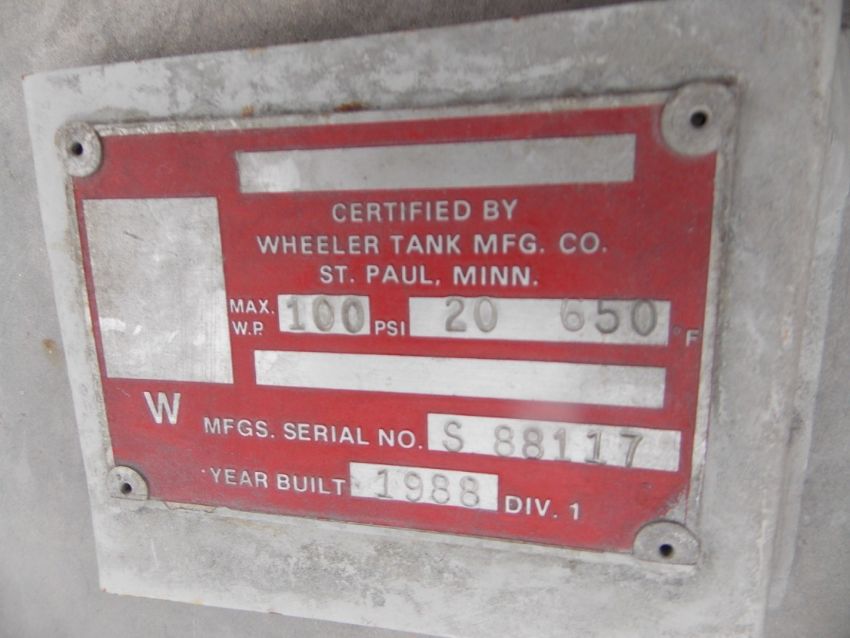 CERTIFIED BY
WHEELER TANK MFG. CO.
ST. PAUL, MINN.
MAX. W.P. 100 PSI 20 650 °F
W
MFGS. SERIAL NO. S 88117
YEAR BUILT 1988 DIV. 1